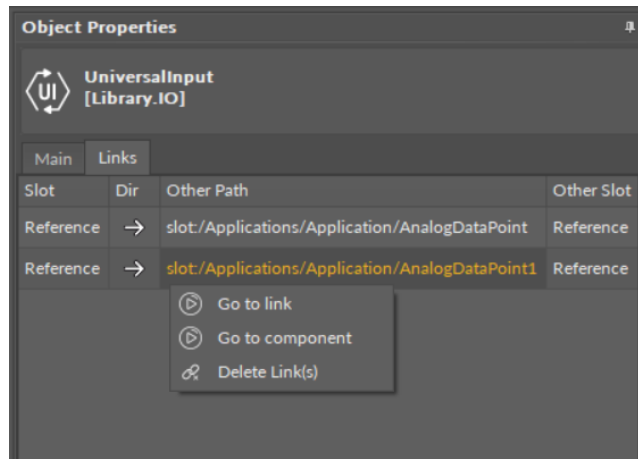 Object Properties
UI
UniversalInput
[Library.IO]
Main Links
Slot Dir Other Path Other Slot
Reference → slot:/Applications/Application/AnalogDataPoint Reference
Reference → slot:/Applications/Application/AnalogDataPoint1 Reference
Go to link
Go to component
Delete Link(s)